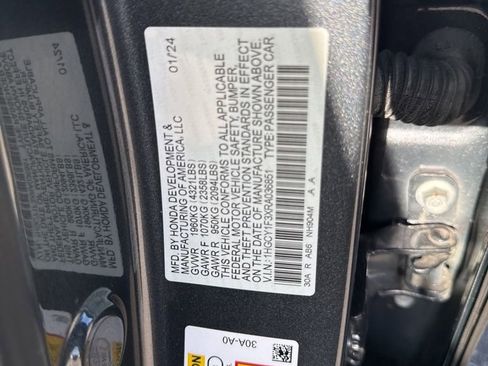 01/24
MFD. BY HONDA DEVELOPMENT &
MANUFACTURING OF AMERICA, LLC
GVWR 1960KG(4321LBS)
GAWR F 1070KG(2358LBS)
GAWR R 950KG(2094LBS)
THIS VEHICLE CONFORMS TO ALL APPLICABLE
FEDERAL MOTOR VEHICLE SAFETY, BUMPER,
AND THEFT PREVENTION STANDARDS IN EFFECT
ON THE DATE OF MANUFACTURE SHOWN ABOVE.
V.I.N.: 1HGCY1F3XRA036851 TYPE: PASSENGER CAR
30A R AB6 NH904M A A
30A-A0